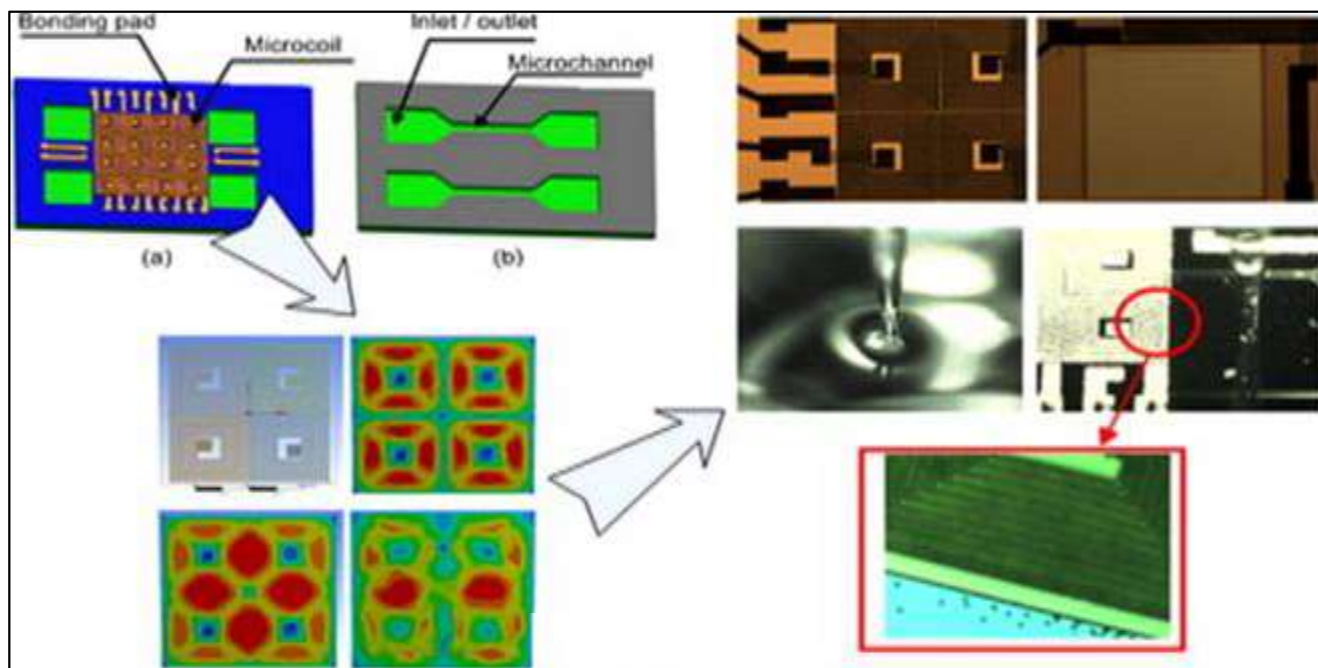 Bonding pad
Microcoil
Inlet / outlet
Microchannel
(a)
(b)